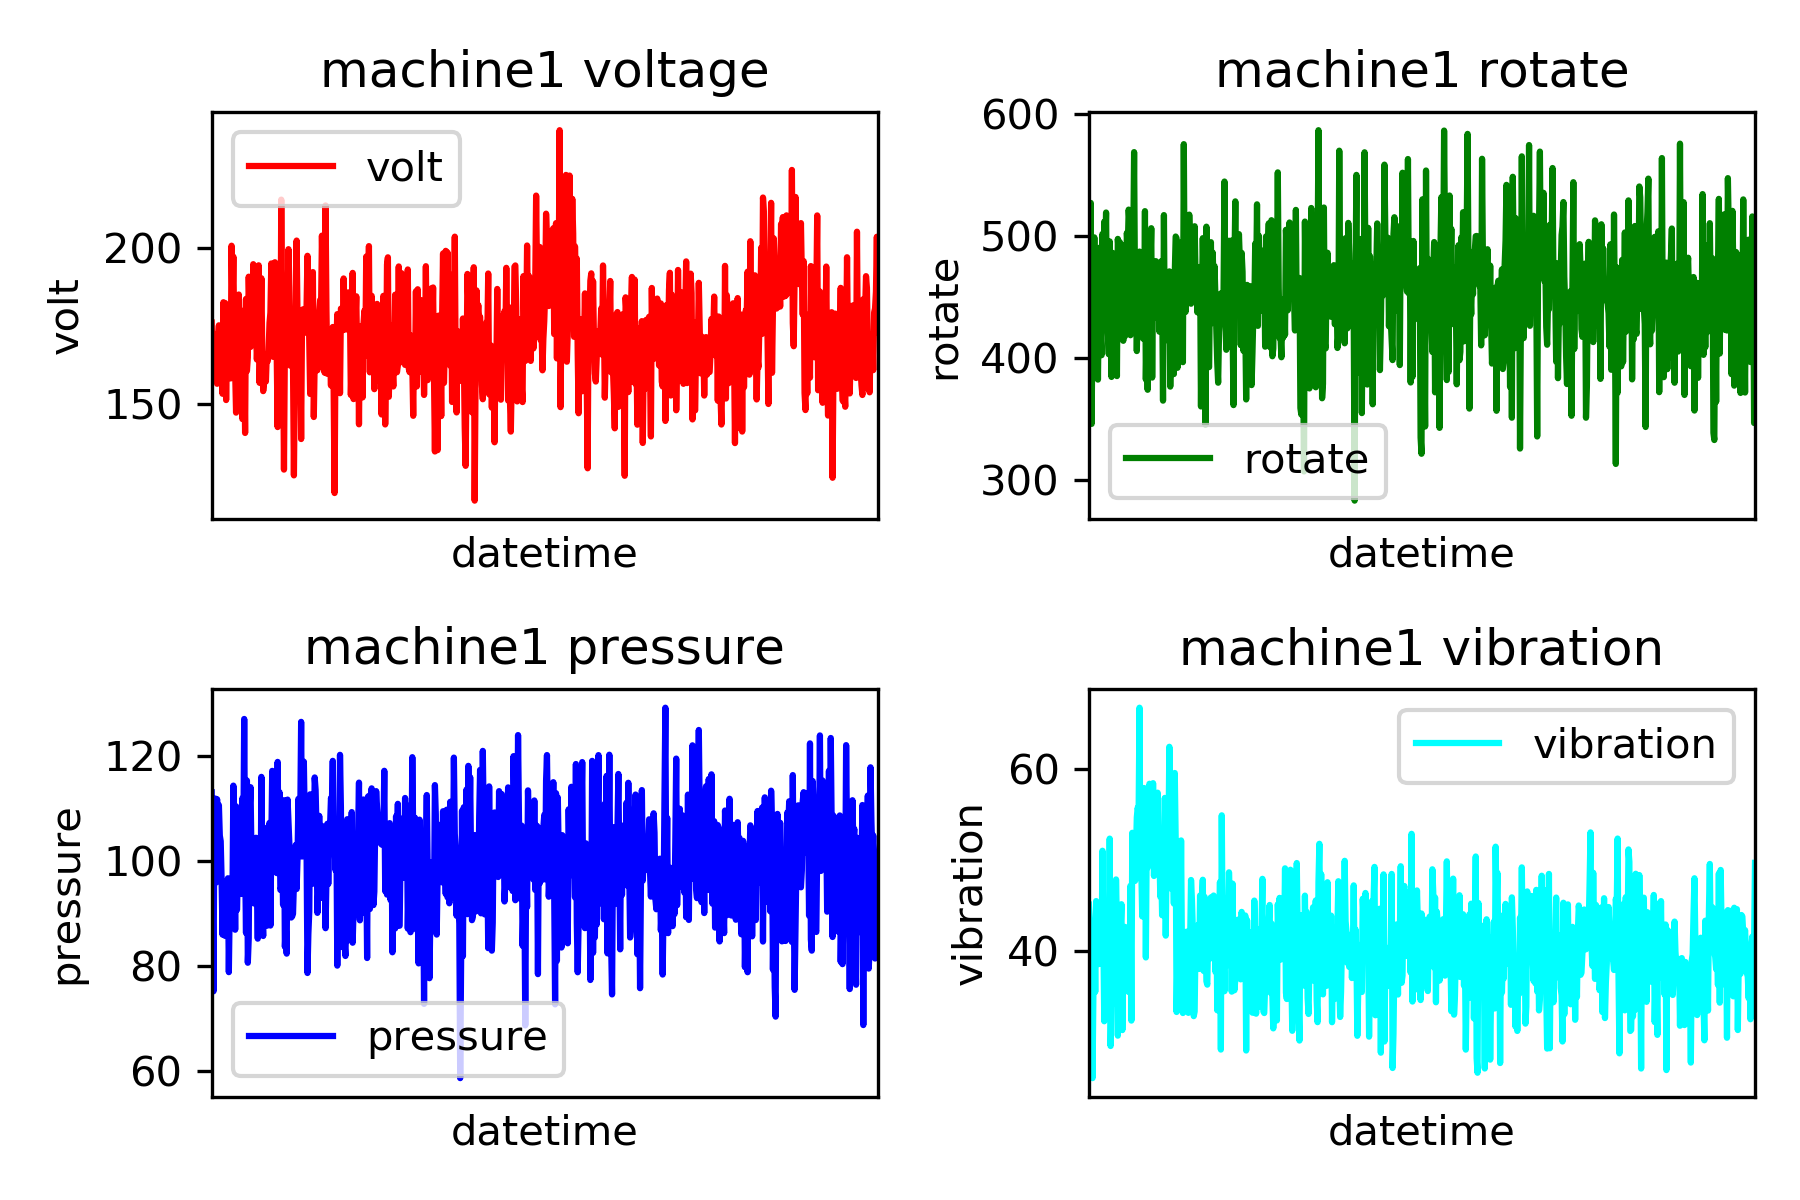 machine1 voltage
volt
200
150
volt
datetime
machine1 rotate
600
500
400
300
rotate
rotate
datetime
machine1 pressure
120
100
80
60
pressure
pressure
datetime
machine1 vibration
vibration
60
40
vibration
datetime